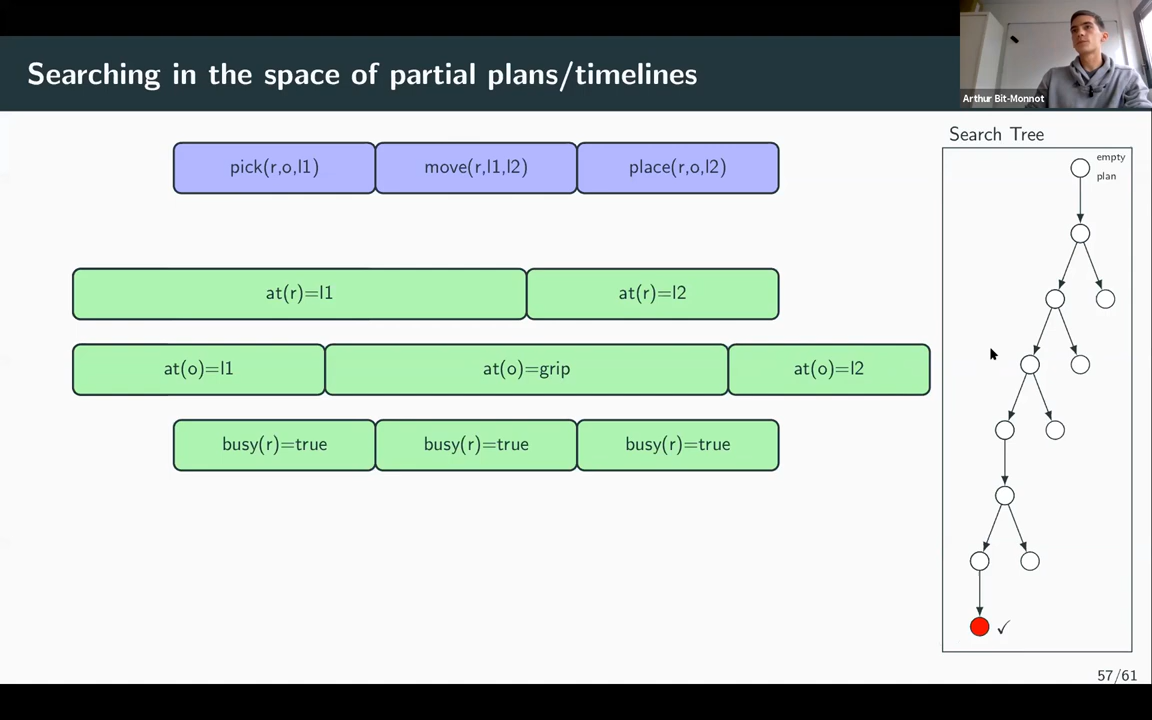 Searching in the space of partial plans/timelines
Arthur Bit-Monnot
Search Tree
empty
plan
pick(r,o,l1) move(r,l1,l2) place(r,o,l2)
at(r)=l1 at(r)=l2
at(o)=l1 at(o)=grip at(o)=l2
busy(r)=true busy(r)=true busy(r)=true
✓
57/61